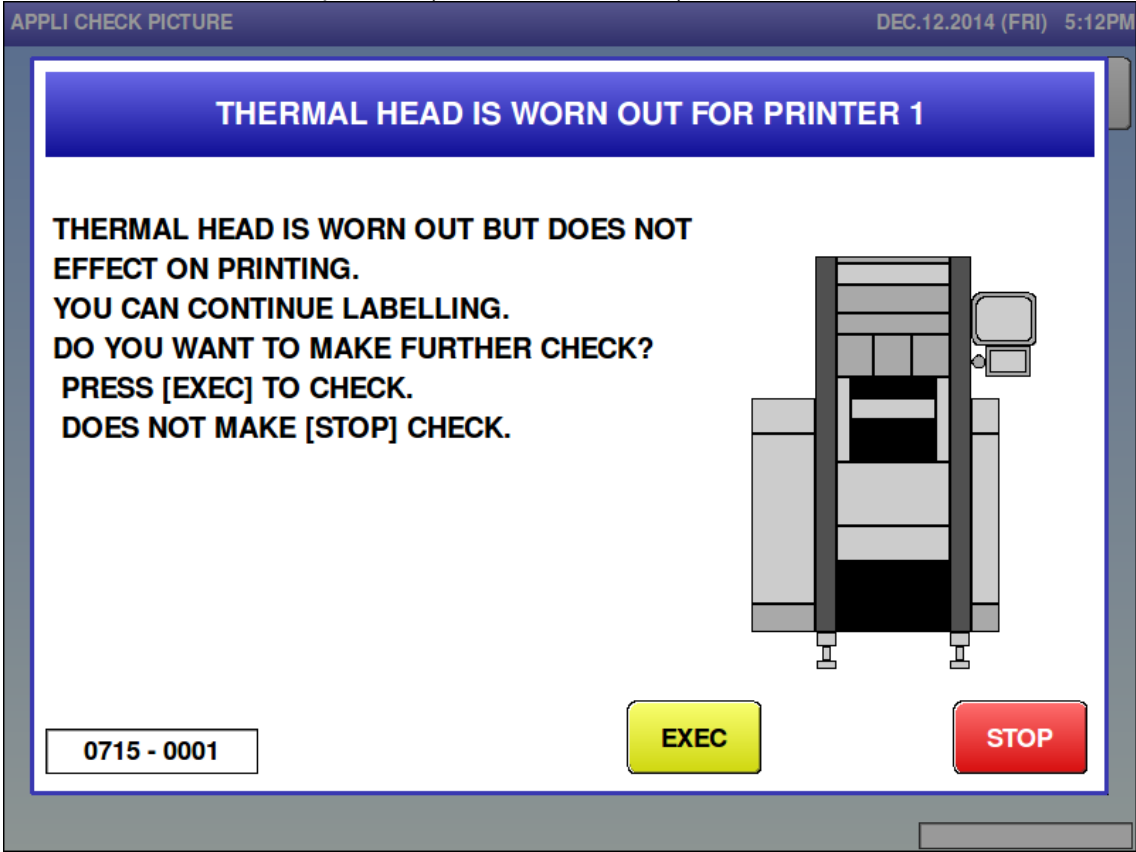 APPLI CHECK PICTURE DEC.12.2014 (FRI) 5:12PM
THERMAL HEAD IS WORN OUT FOR PRINTER 1
THERMAL HEAD IS WORN OUT BUT DOES NOT
EFFECT ON PRINTING.
YOU CAN CONTINUE LABELLING.
DO YOU WANT TO MAKE FURTHER CHECK?
PRESS [EXEC] TO CHECK.
DOES NOT MAKE [STOP] CHECK.
0715 - 0001
EXEC
STOP